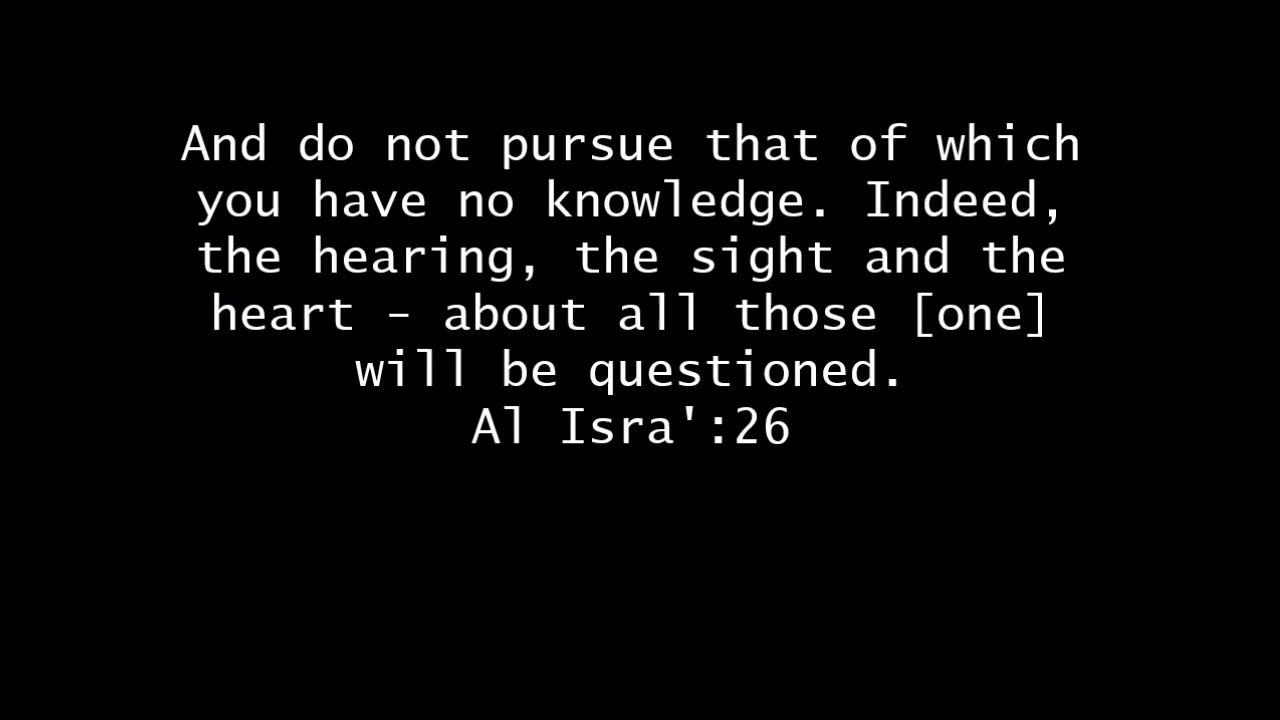 And do not pursue that of which
you have no knowledge. Indeed,
the hearing, the sight and the
heart - about all those [one]
will be questioned.
Al Isra':26